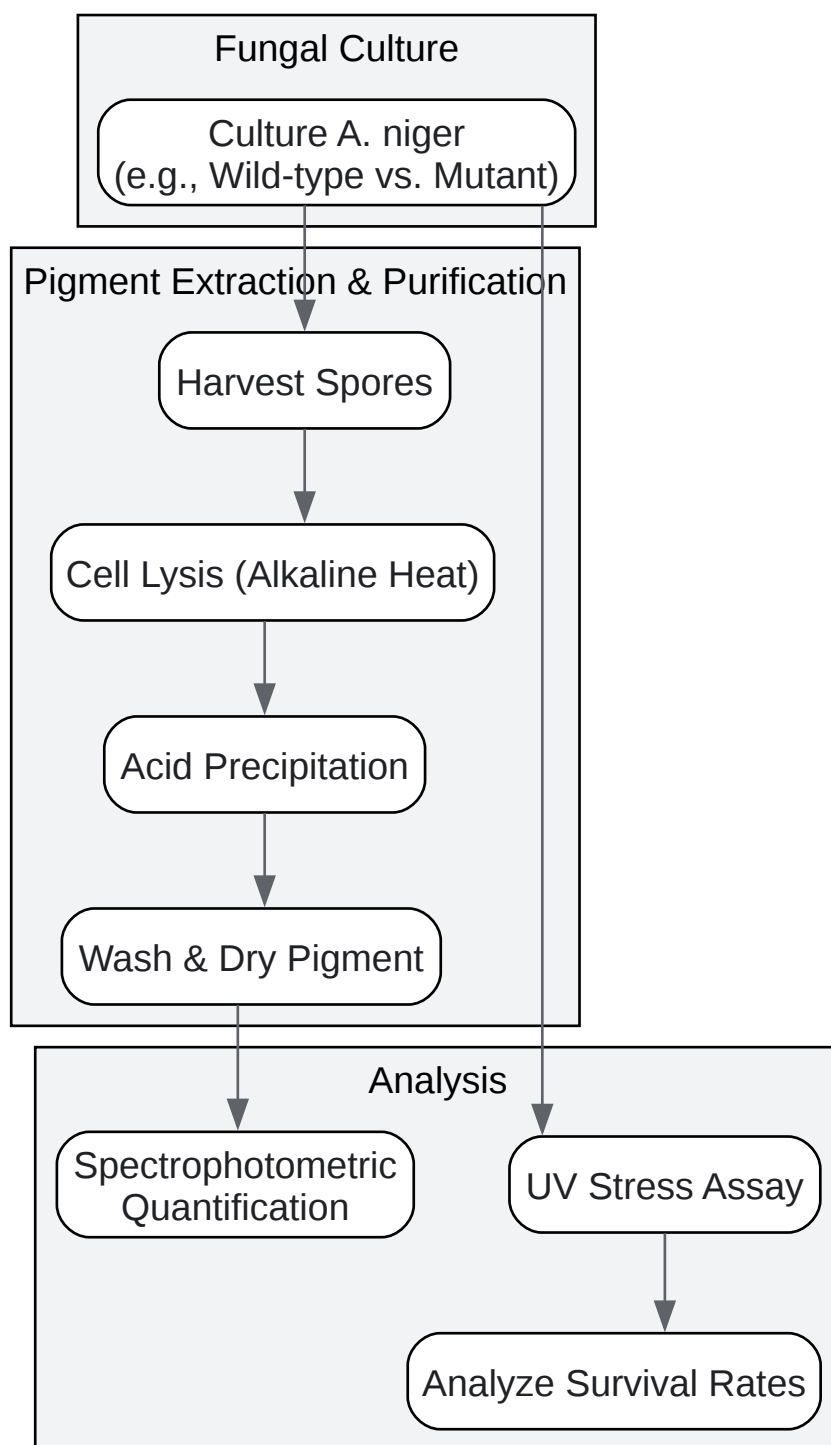 Fungal Culture
Culture A. niger
(e.g., Wild-type vs. Mutant)
Pigment Extraction & Purification
Harvest Spores
Cell Lysis (Alkaline Heat)
Acid Precipitation
Wash & Dry Pigment
Analysis
Spectrophotometric
Quantification
UV Stress Assay
Analyze Survival Rates